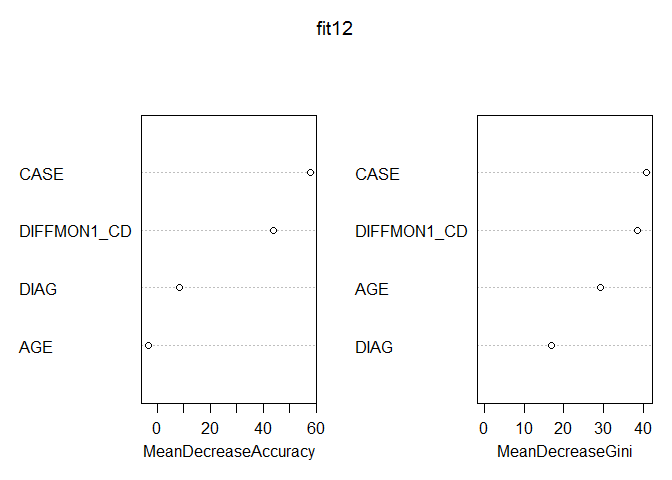 fit12
CASE
DIFFMON1_CD
DIAG
AGE
0 20 40 60
MeanDecreaseAccuracy
CASE
DIFFMON1_CD
AGE
DIAG
0 10 20 30 40
MeanDecreaseGini